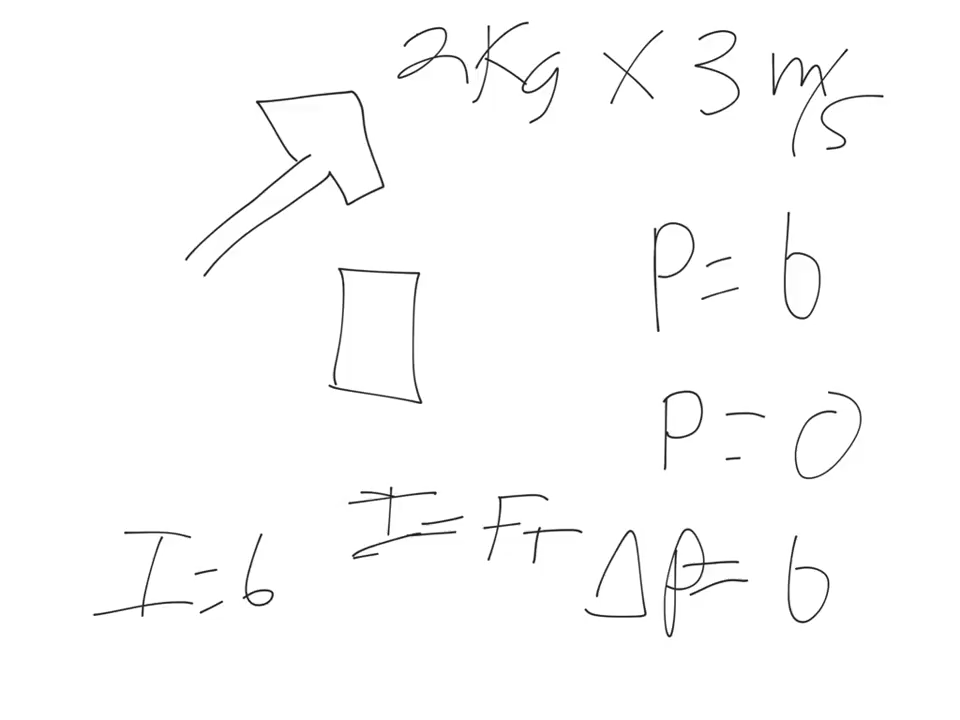 2Kg × 3 m/s
P = 6
P = 0
I = FT
I = 6
Δp = 6